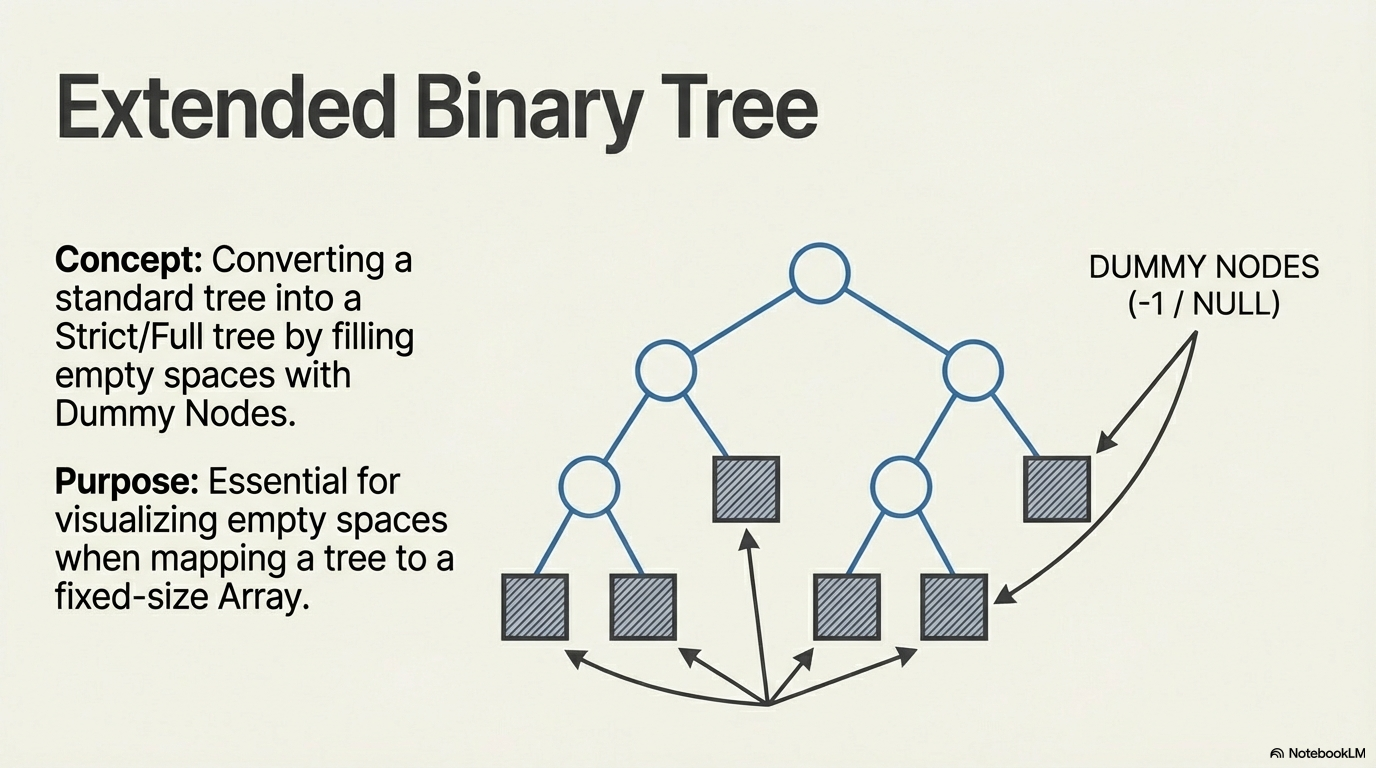 Extended Binary Tree
Concept: Converting a
standard tree into a
Strict/Full tree by filling
empty spaces with
Dummy Nodes.
Purpose: Essential for
visualizing empty spaces
when mapping a tree to a
fixed-size Array.
DUMMY NODES
(-1 / NULL)
NotebookLM